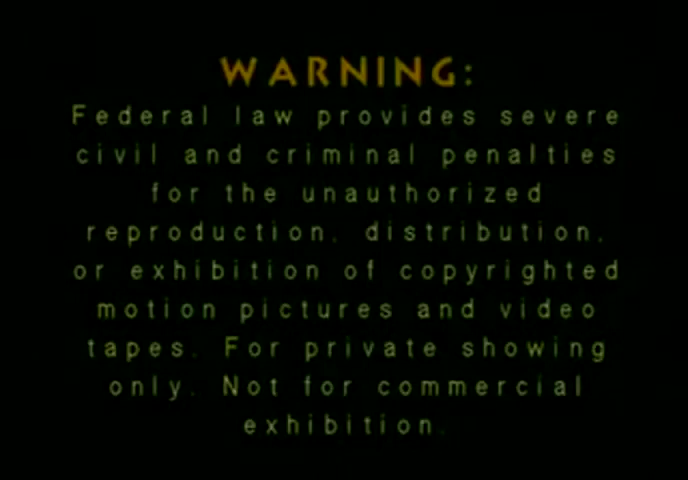 WARNING:
Federal law provides severe
civil and criminal penalties
for the unauthorized
reproduction, distribution,
or exhibition of copyrighted
motion pictures and video
tapes. For private showing
only. Not for commercial
exhibition.